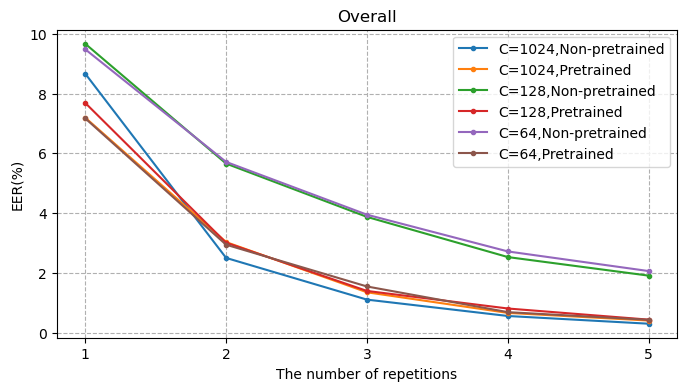 Overall
10
8
6
4
2
0
EER(%)
C=1024,Non-pretrained
C=1024,Pretrained
C=128,Non-pretrained
C=128,Pretrained
C=64,Non-pretrained
C=64,Pretrained
1 2 3 4 5
The number of repetitions